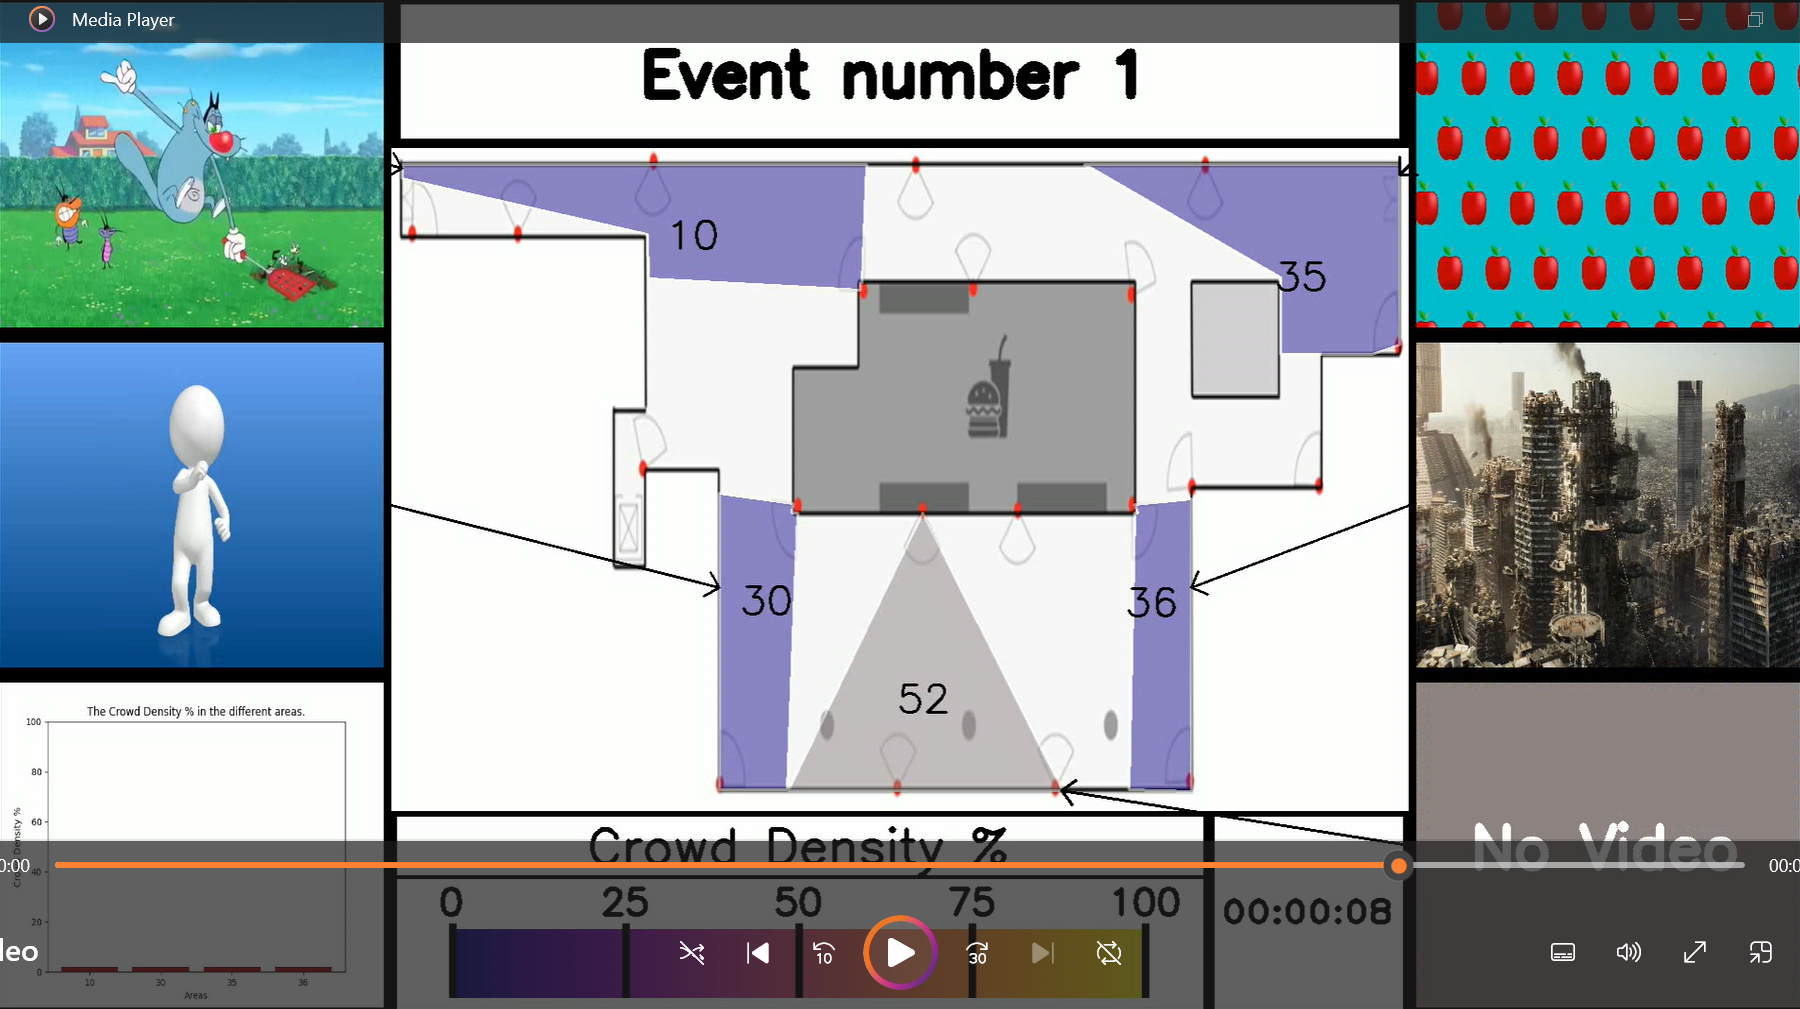 Media Player
Event number 1
10
35
30
36
52
The Crowd Density % in the different areas.
100
80
60
40
20
0
Crowd Density %
10 30 35 36
Areas
Crowd Density %
0 25 50 75 100
00:00:08
No Video
0:00
00:0
deo
10
30